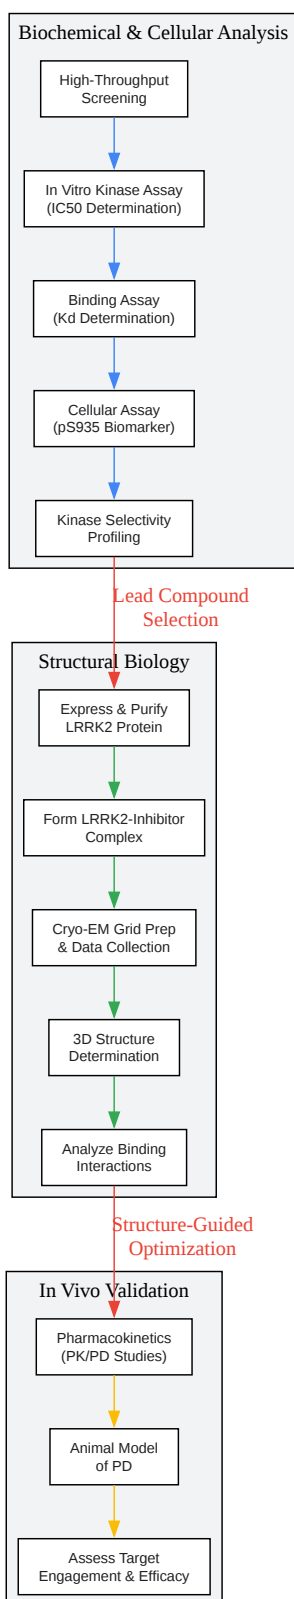 Biochemical & Cellular Analysis
High-Throughput
Screening
In Vitro Kinase Assay
(IC50 Determination)
Binding Assay
(Kd Determination)
Cellular Assay
(pS935 Biomarker)
Kinase Selectivity
Profiling
Lead Compound
Selection
Structural Biology
Express & Purify
LRRK2 Protein
Form LRRK2-Inhibitor
Complex
Cryo-EM Grid Prep
& Data Collection
3D Structure
Determination
Analyze Binding
Interactions
Structure-Guided
Optimization
In Vivo Validation
Pharmacokinetics
(PK/PD Studies)
Animal Model
of PD
Assess Target
Engagement & Efficacy